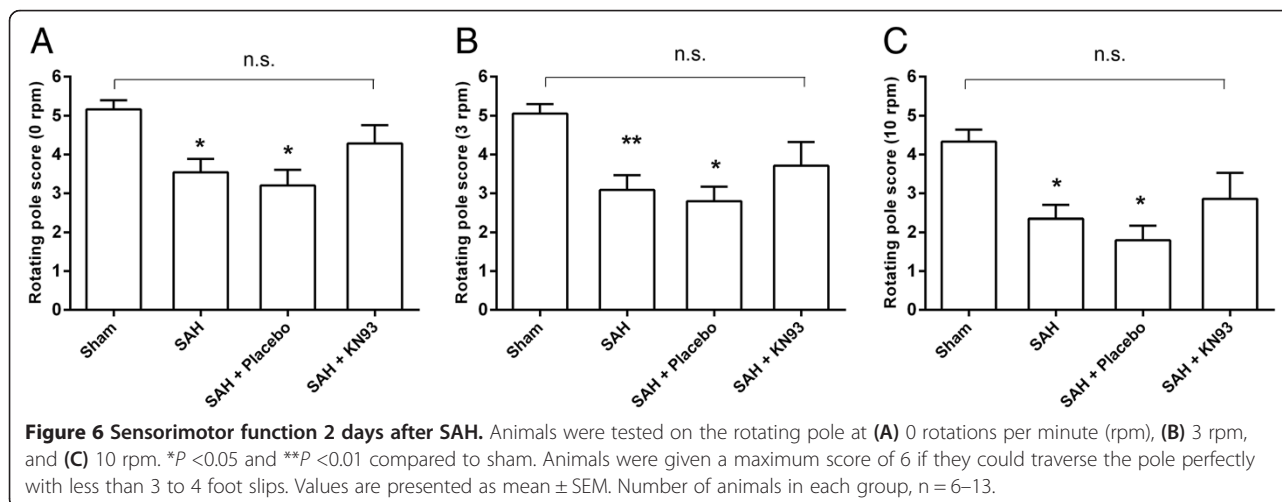 A
n.s.
Rotating pole score (0 rpm)
6
5
4
3
2
1
0
*
*
Sham
SAH
SAH + Placebo
SAH + KN93
B
n.s.
Rotating pole score (3 rpm)
6
5
4
3
2
1
0
**
*
Sham
SAH
SAH + Placebo
SAH + KN93
C
n.s.
Rotating pole score (10 rpm)
6
5
4
3
2
1
0
*
*
Sham
SAH
SAH + Placebo
SAH + KN93
Figure 6 Sensorimotor function 2 days after SAH. Animals were tested on the rotating pole at (A) 0 rotations per minute (rpm), (B) 3 rpm,
and (C) 10 rpm. *P <0.05 and **P <0.01 compared to sham. Animals were given a maximum score of 6 if they could traverse the pole perfectly
with less than 3 to 4 foot slips. Values are presented as mean ± SEM. Number of animals in each group, n = 6–13.